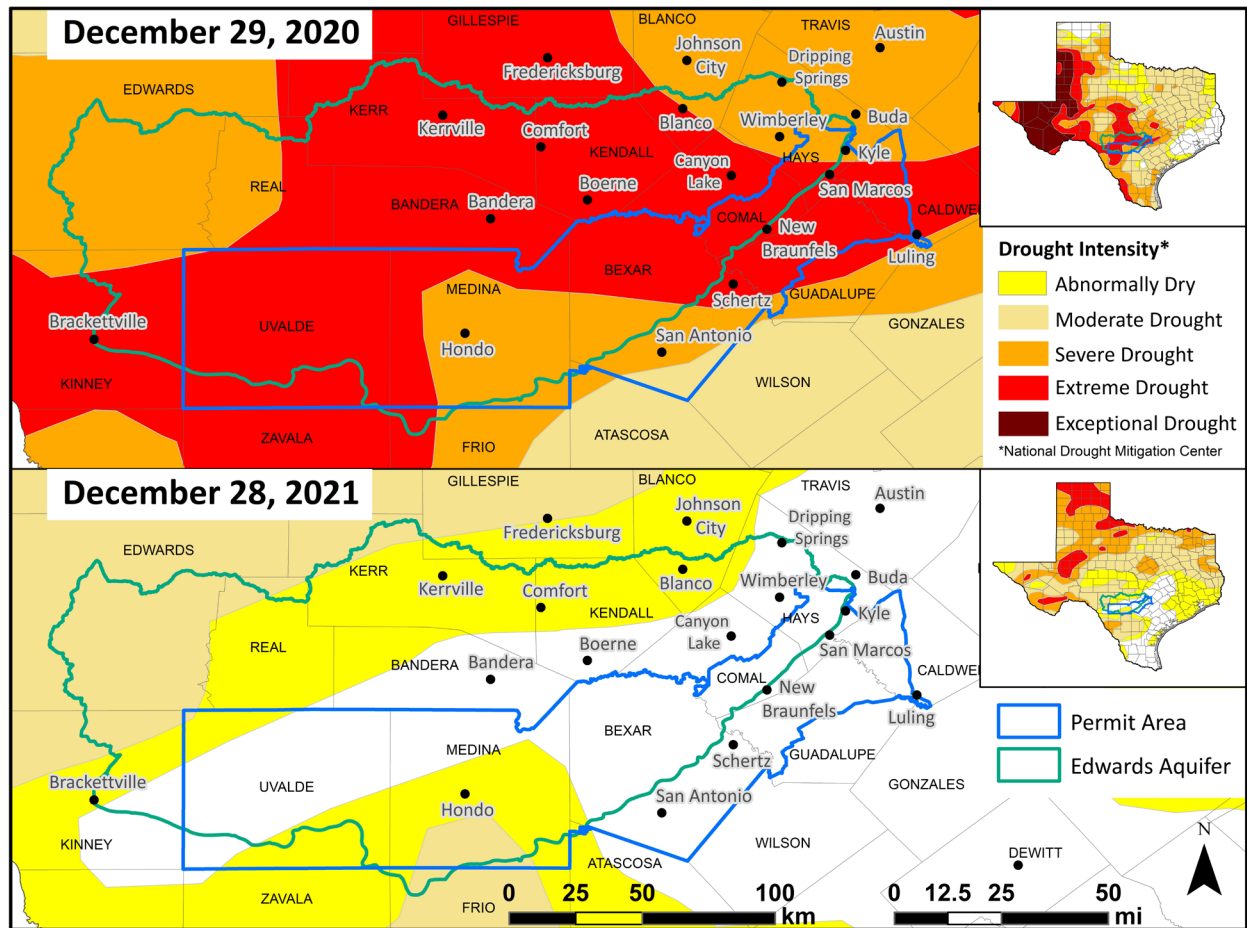 December 29, 2020
GILLESPIE
BLANCO
TRAVIS
Austin
Johnson
City
Dripping
Springs
Fredericksburg
EDWARDS
KERR
Kerrville
Comfort
Blanco
Wimberley
Buda
KENDALL
HAYS
Kyle
Canyon
Lake
San Marcos
REAL
Boerne
BANDERA
Bandera
COMAL
CALDWE
New
Braunfels
Luling
BEXAR
MEDINA
Schertz
GUADALUPE
Brackettville
UVALDE
Hondo
San Antonio
GONZALES
KINNEY
WILSON
ZAVALA
FRIO
ATASCOSA
Drought Intensity*
Abnormally Dry
Moderate Drought
Severe Drought
Extreme Drought
Exceptional Drought
*National Drought Mitigation Center
December 28, 2021
GILLESPIE
BLANCO
TRAVIS
Austin
Johnson
City
Dripping
Springs
Fredericksburg
EDWARDS
KERR
Kerrville
Comfort
Blanco
Wimberley
Buda
KENDALL
HAYS
Kyle
Canyon
Lake
San Marcos
REAL
Boerne
BANDERA
Bandera
COMAL
CALDWE
New
Braunfels
Luling
BEXAR
MEDINA
Schertz
GUADALUPE
Brackettville
UVALDE
Hondo
San Antonio
GONZALES
KINNEY
WILSON
ZAVALA
FRIO
ATASCOSA
DEWITT
Permit Area
Edwards Aquifer
N
0 25 50 100
km
0 12.5 25 50
mi